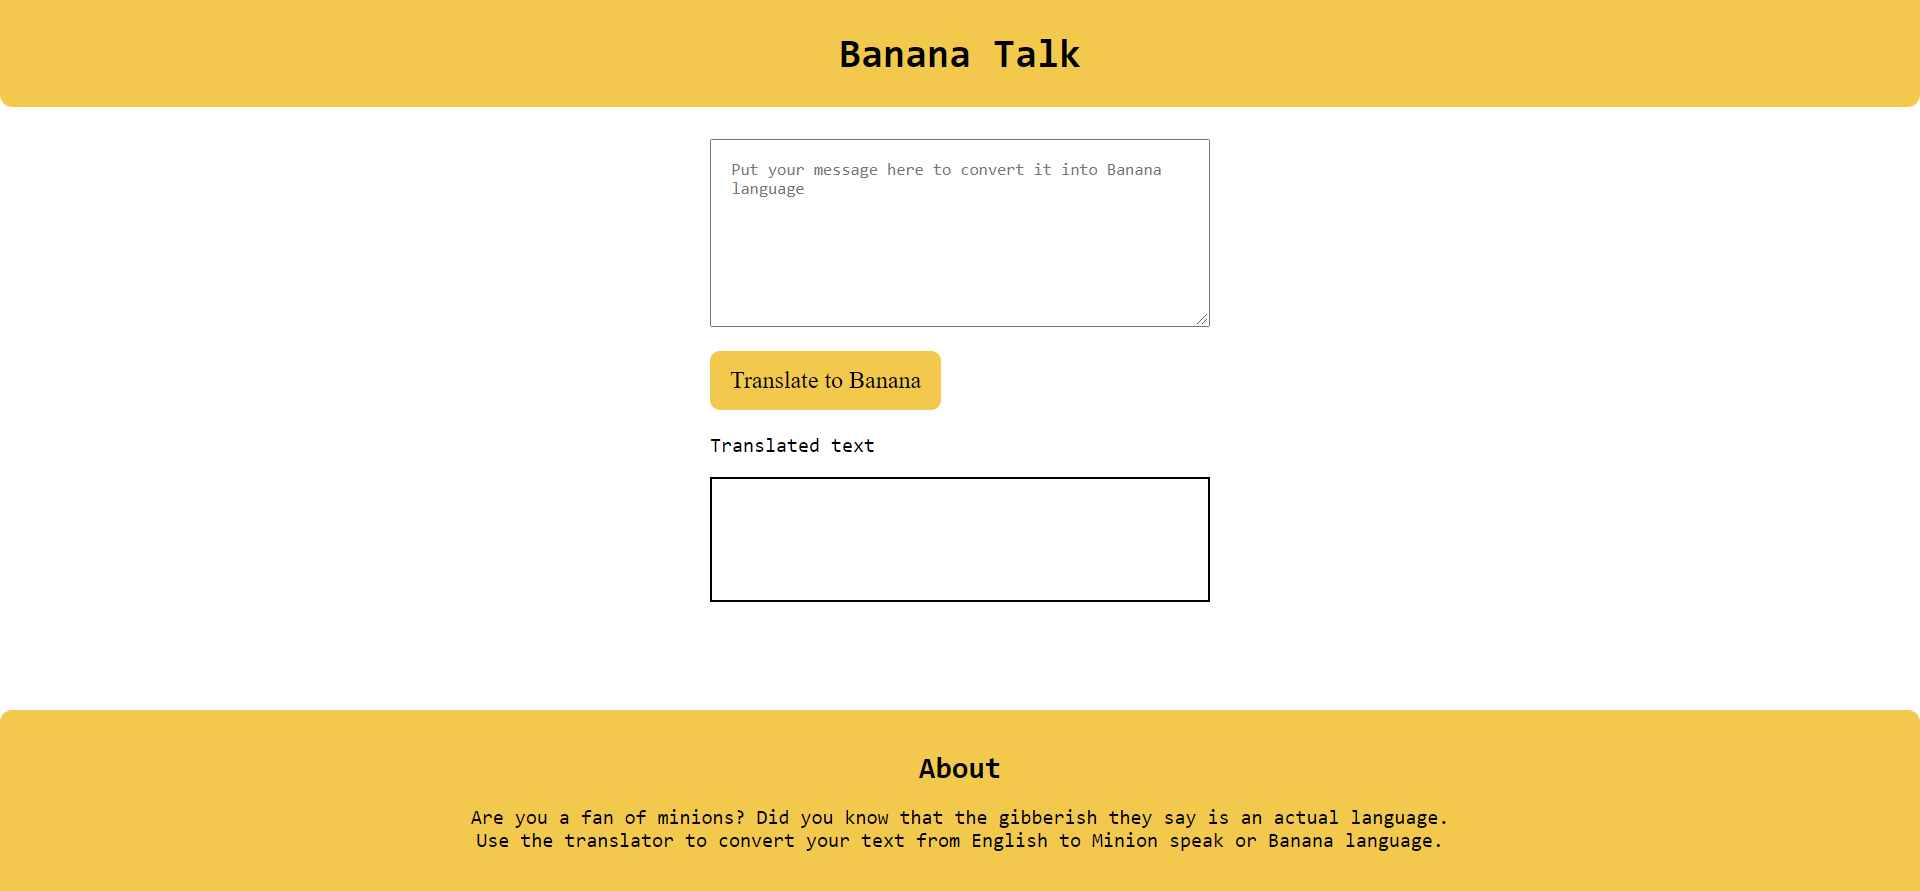 Banana Talk
Put your message here to convert it into Banana
language
Translate to Banana
Translated text
About
Are you a fan of minions? Did you know that the gibberish they say is an actual language.
Use the translator to convert your text from English to Minion speak or Banana language.